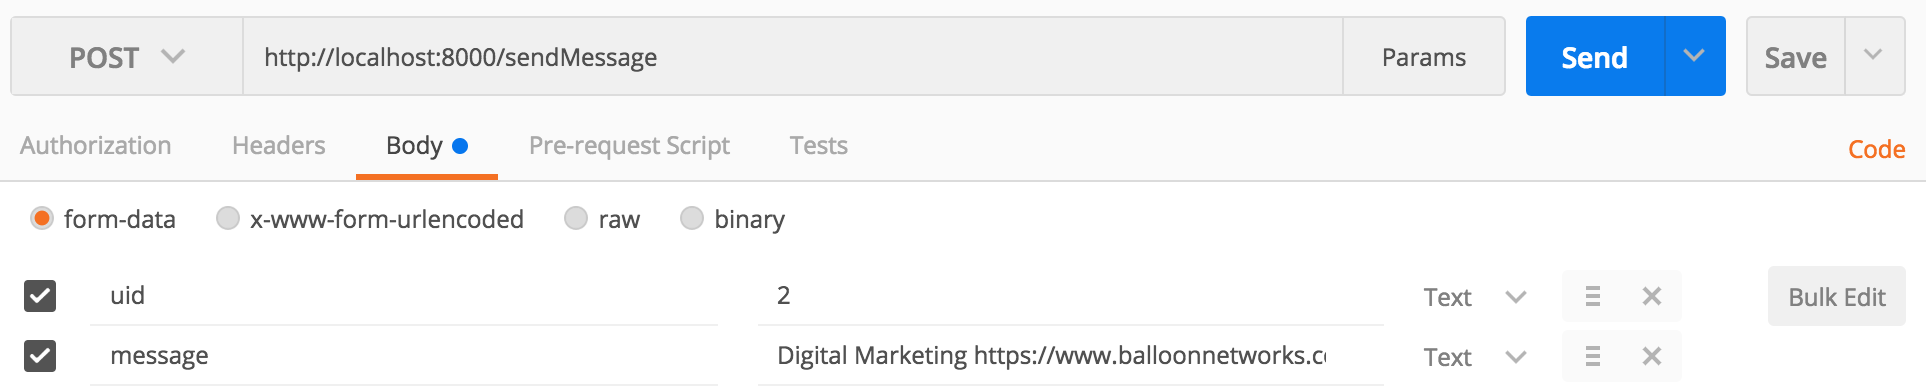 POST http://localhost:8000/sendMessage Params Send Save
Authorization Headers Body Pre-request Script Tests Code
form-data x-www-form-urlencoded raw binary
uid 2 Text Bulk Edit
message Digital Marketing https://www.balloonnetworks.c Text